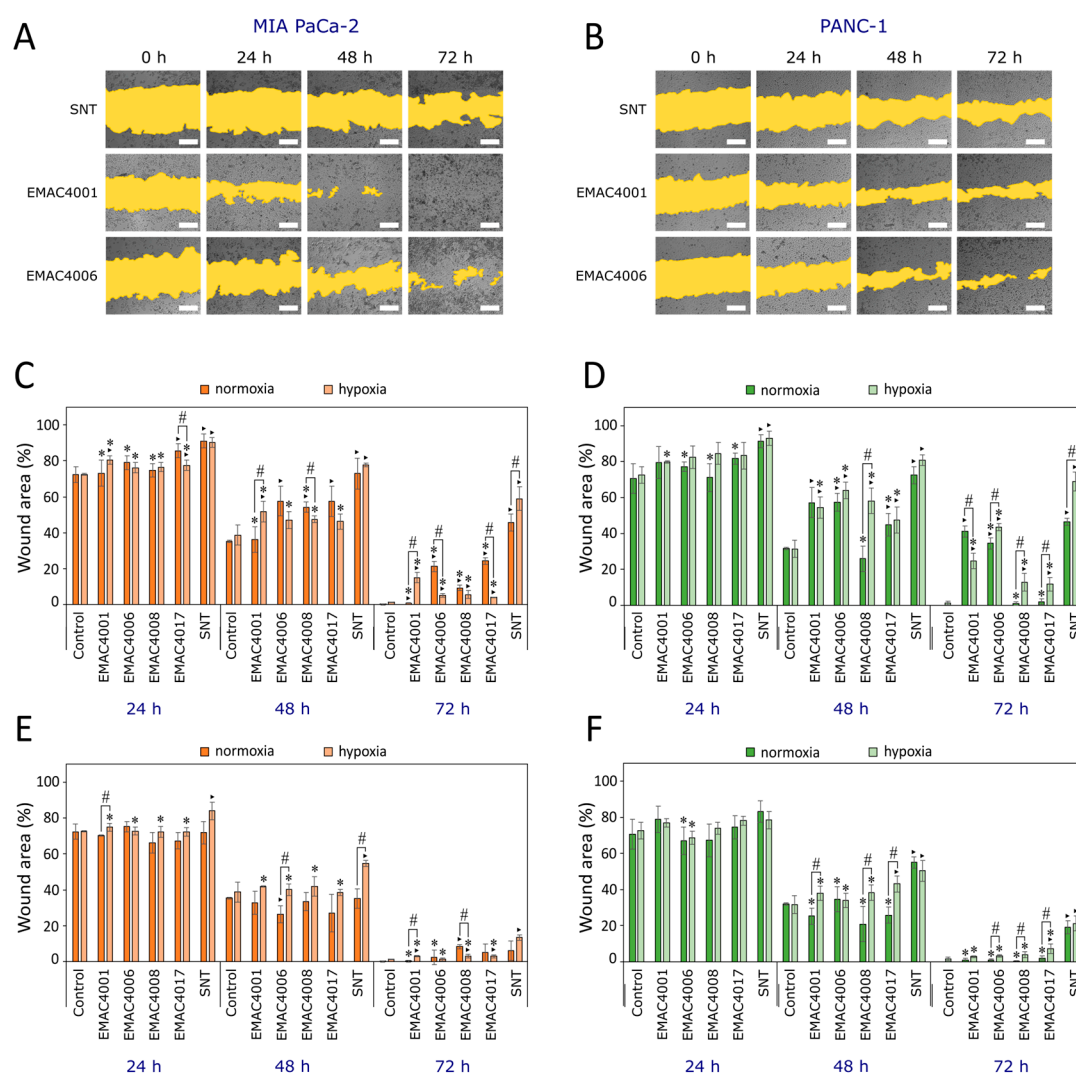 A
MIA PaCa-2
0 h 24 h 48 h 72 h
SNT
EMAC4001
EMAC4006
B
PANC-1
0 h 24 h 48 h 72 h
SNT
EMAC4001
EMAC4006
C
normoxia hypoxia
Wound area (%)
100
80
60
40
20
0
* * * * * * * # *
* # * * # *
# * * # * * * * * # * #
Control EMAC4001 EMAC4006 EMAC4008 EMAC4017 SNT Control EMAC4001 EMAC4006 EMAC4008 EMAC4017 SNT Control EMAC4001 EMAC4006 EMAC4008 EMAC4017 SNT
24 h 48 h 72 h
D
normoxia hypoxia
Wound area (%)
100
80
60
40
20
0
* * * *
* * * * * # * * *
# * * # * * # * * # * #
Control EMAC4001 EMAC4006 EMAC4008 EMAC4017 SNT Control EMAC4001 EMAC4006 EMAC4008 EMAC4017 SNT Control EMAC4001 EMAC4006 EMAC4008 EMAC4017 SNT
24 h 48 h 72 h
E
normoxia hypoxia
Wound area (%)
100
80
60
40
20
0
# * * * *
* # * * * #
* # * * * # * *
Control EMAC4001 EMAC4006 EMAC4008 EMAC4017 SNT Control EMAC4001 EMAC4006 EMAC4008 EMAC4017 SNT Control EMAC4001 EMAC4006 EMAC4008 EMAC4017 SNT
24 h 48 h 72 h
F
normoxia hypoxia
Wound area (%)
100
80
60
40
20
0
* *
* # * * * * # * * #
* * * # * * # * * # *
Control EMAC4001 EMAC4006 EMAC4008 EMAC4017 SNT Control EMAC4001 EMAC4006 EMAC4008 EMAC4017 SNT Control EMAC4001 EMAC4006 EMAC4008 EMAC4017 SNT
24 h 48 h 72 h